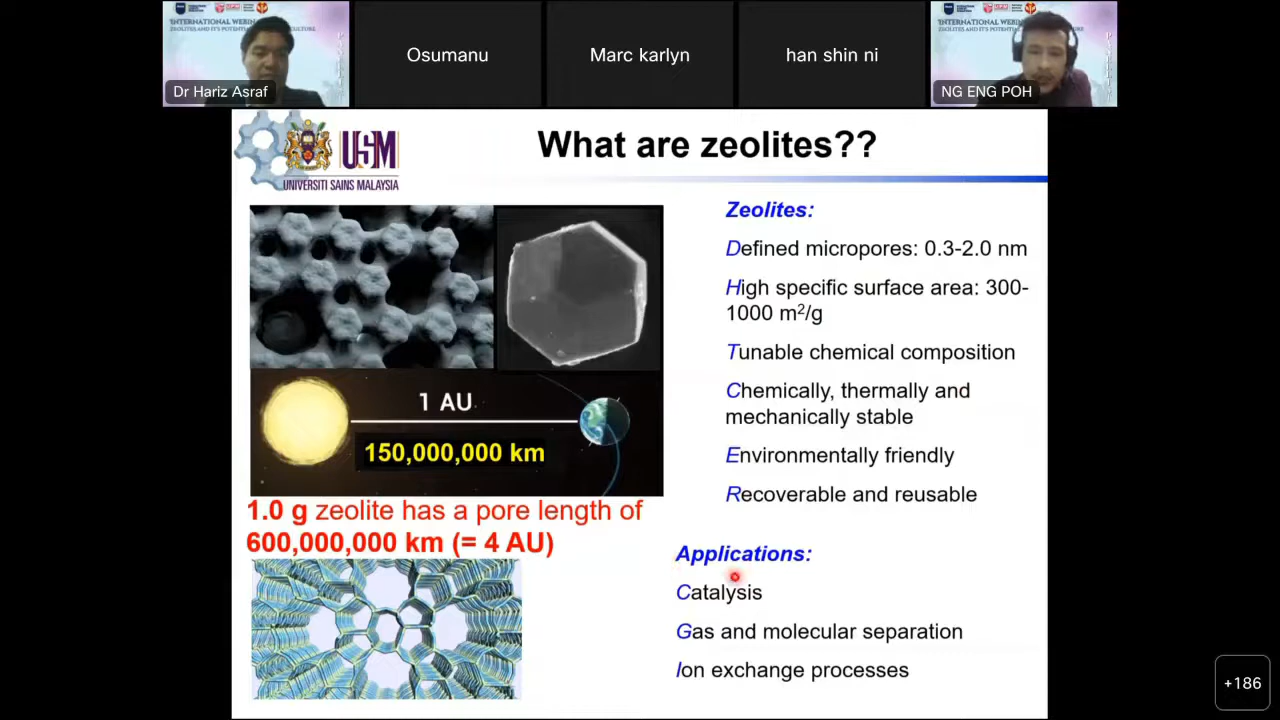 INTERNATIONAL WEBIN
Dr Hariz Asraf
Osumanu
Marc karlyn
han shin ni
NG ENG POH
USM
UNIVERSITI SAINS MALAYSIA
What are zeolites??
Zeolites:
Defined micropores: 0.3-2.0 nm
High specific surface area: 300-
1000 m²/g
Tunable chemical composition
Chemically, thermally and
mechanically stable
Environmentally friendly
Recoverable and reusable
1 AU
150,000,000 km
1.0 g zeolite has a pore length of
600,000,000 km (= 4 AU)
Applications:
Catalysis
Gas and molecular separation
Ion exchange processes
+186